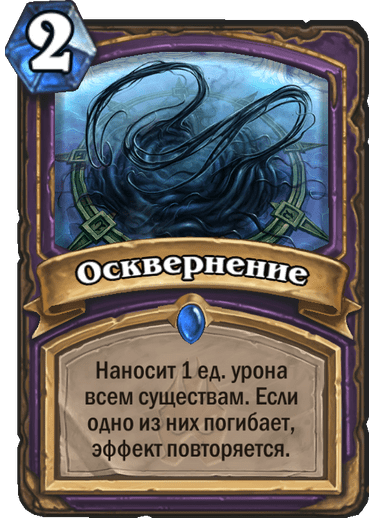 2
Осквернение
Наносит 1 ед. урона
всем существам. Если
одно из них погибает,
эффект повторяется.